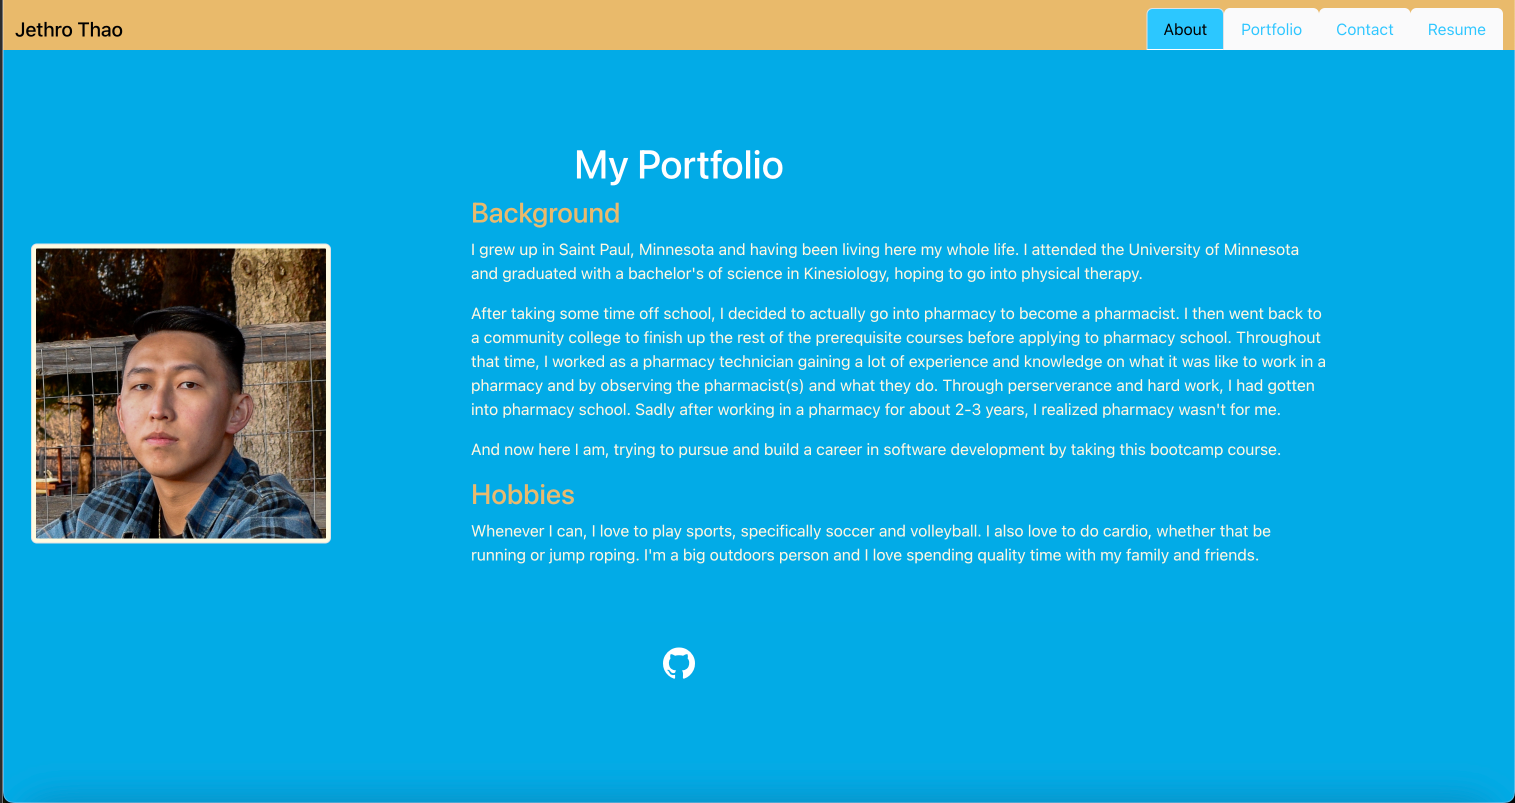 Jethro Thao
About
Portfolio
Contact
Resume
My Portfolio
Background
I grew up in Saint Paul, Minnesota and having been living here my whole life. I attended the University of Minnesota
and graduated with a bachelor's of science in Kinesiology, hoping to go into physical therapy.
After taking some time off school, I decided to actually go into pharmacy to become a pharmacist. I then went back to
a community college to finish up the rest of the prerequisite courses before applying to pharmacy school. Throughout
that time, I worked as a pharmacy technician gaining a lot of experience and knowledge on what it was like to work in a
pharmacy and by observing the pharmacist(s) and what they do. Through perserverance and hard work, I had gotten
into pharmacy school. Sadly after working in a pharmacy for about 2-3 years, I realized pharmacy wasn't for me.
And now here I am, trying to pursue and build a career in software development by taking this bootcamp course.
Hobbies
Whenever I can, I love to play sports, specifically soccer and volleyball. I also love to do cardio, whether that be
running or jump roping. I'm a big outdoors person and I love spending quality time with my family and friends.